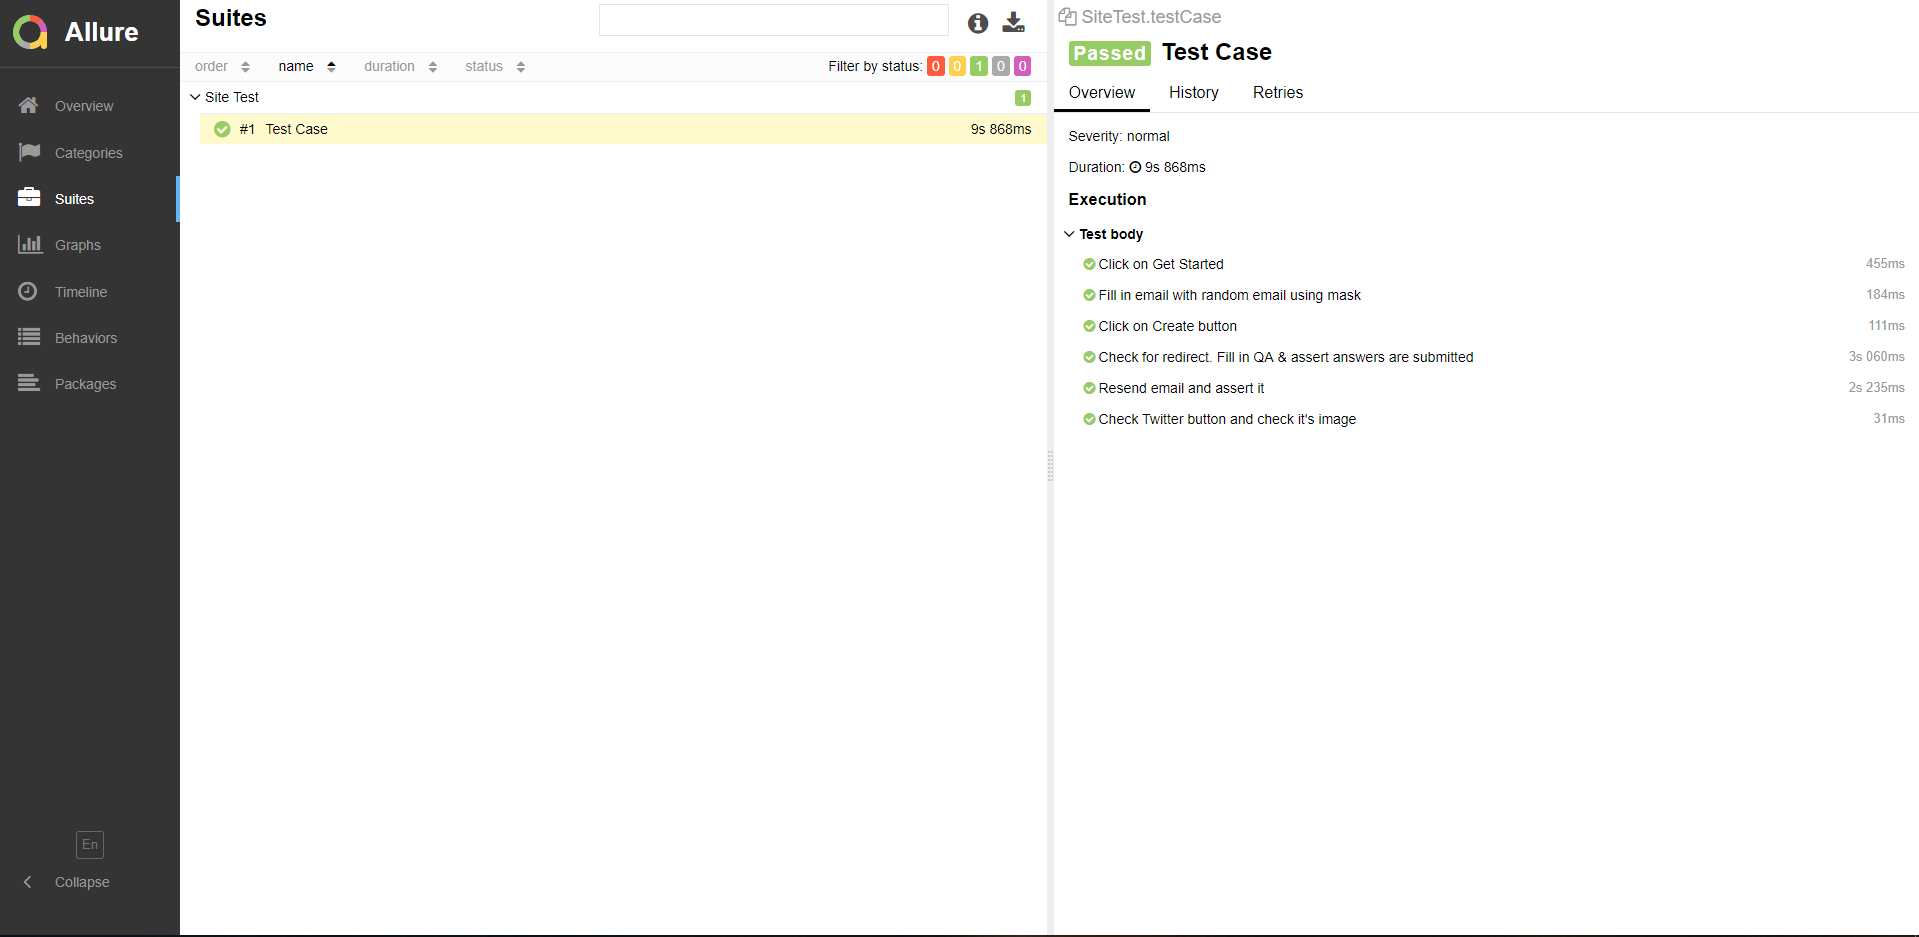 Allure
Overview
Categories
Suites
Graphs
Timeline
Behaviors
Packages
En
Collapse
Suites
order name duration status Filter by status: 0 0 1 0 0
Site Test 1
#1 Test Case 9s 868ms
SiteTest.testCase
Passed Test Case
Overview History Retries
Severity: normal
Duration: 9s 868ms
Execution
Test body
Click on Get Started 455ms
Fill in email with random email using mask 184ms
Click on Create button 111ms
Check for redirect. Fill in QA & assert answers are submitted 3s 060ms
Resend email and assert it 2s 235ms
Check Twitter button and check it's image 31ms